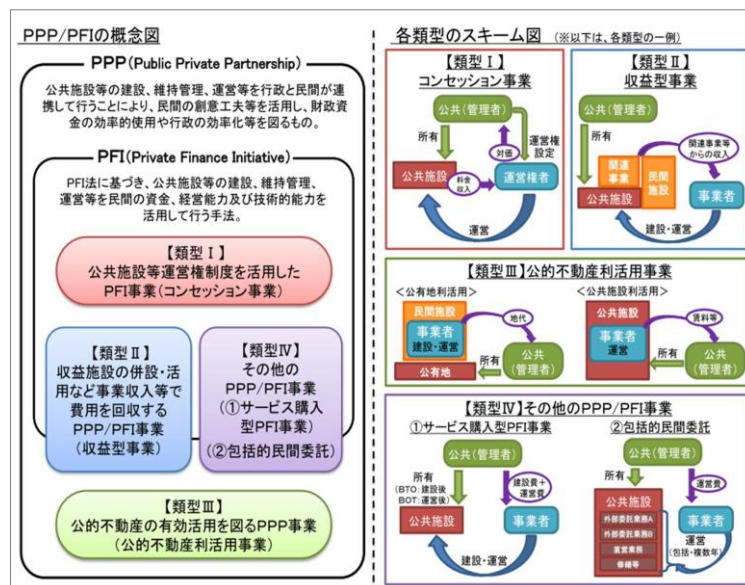 PPP/PFIの概念図
PPP(Public Private Partnership)
公共施設等の建設、維持管理、運営等を行政と民間が連
携して行うことにより、民間の創意工夫等を活用し、財政資
金の効率的使用や行政の効率化等を図るもの。
PFI(Private Finance Initiative)
PFI法に基づき、公共施設等の建設、維持管理、
運営等を民間の資金、経営能力及び技術的能力
を活用して行う手法。
【類型Ⅰ】
公共施設等運営権制度を活用した
PFI事業(コンセッション事業)
【類型Ⅱ】
収益施設の併設・活
用など事業収入等で
費用を回収する
PPP/PFI事業
(収益型事業)
【類型Ⅳ】
その他の
PPP/PFI事業
(①サービス購入
型PFI事業)
(②包括的民間委託)
【類型Ⅲ】
公的不動産の有効活用を図るPPP事業
(公的不動産利活用事業)
各類型のスキーム図 (※以下は、各類型の一例)
【類型Ⅰ】
コンセッション事業
公共(管理者)
所有
対価
運営権
設定
公共施設
料金
収入
運営権者
運営
【類型Ⅱ】
収益型事業
公共(管理者)
所有
関連事業等
からの収入
関連
事業
民間
施設
公共施設
事業者
建設・運営
【類型Ⅲ】公的不動産利活用事業
<公有地利活用>
民間施設
事業者
建設・運営
地代
所有
公有地
公共
(管理者)
<公共施設利活用>
公共施設
事業者
運営
賃料等
所有
公共
(管理者)
【類型Ⅳ】その他のPPP/PFI事業
①サービス購入型PFI事業
公共(管理者)
所有
(BTO:建設後
BOT:運営後)
建設費+
運営費
公共施設
事業者
建設・運営
②包括的民間委託
公共(管理者)
所有
運営費
公共施設
外部委託業務A
外部委託業務B
直営業務
修繕等
事業者
運営
(包括・複数年)